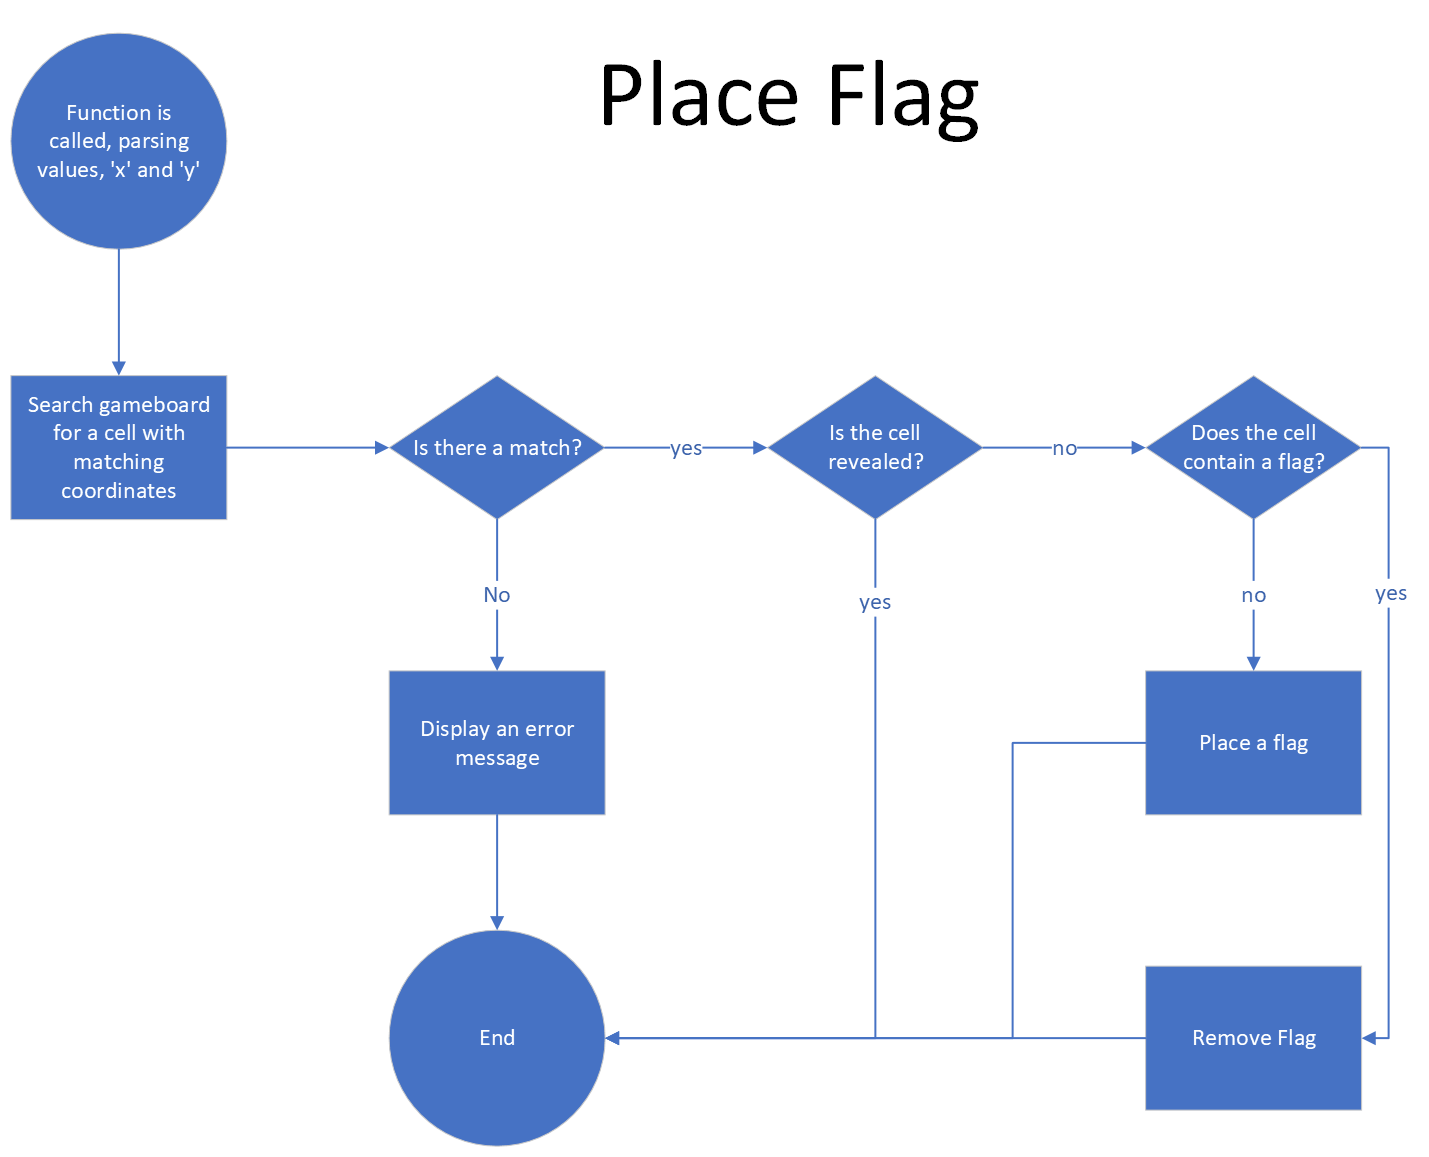 Place Flag
Function is
called, parsing
values, 'x' and 'y'
Search gameboard
for a cell with
matching
coordinates
Is there a match?
yes
Is the cell
revealed?
no
Does the cell
contain a flag?
No
yes
no
yes
Display an error
message
Place a flag
End
Remove Flag